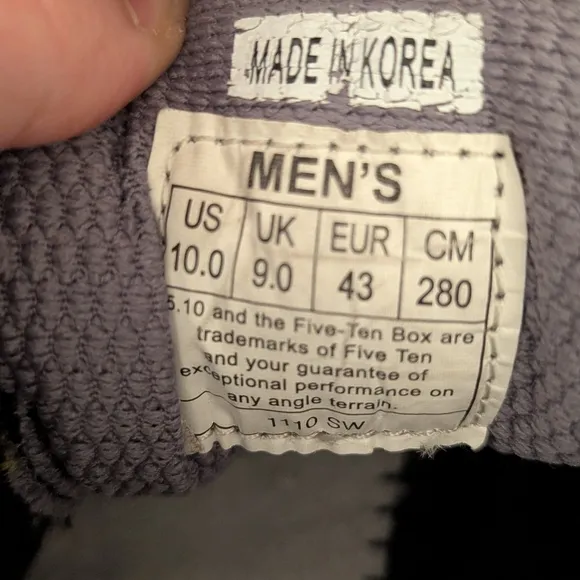 MADE IN KOREA
MEN'S
US UK EUR CM
10.0 9.0 43 280
5.10 and the Five-Ten Box are
trademarks of Five Ten
and your guarantee of
exceptional performance on
any angle terrain.
1110 SW